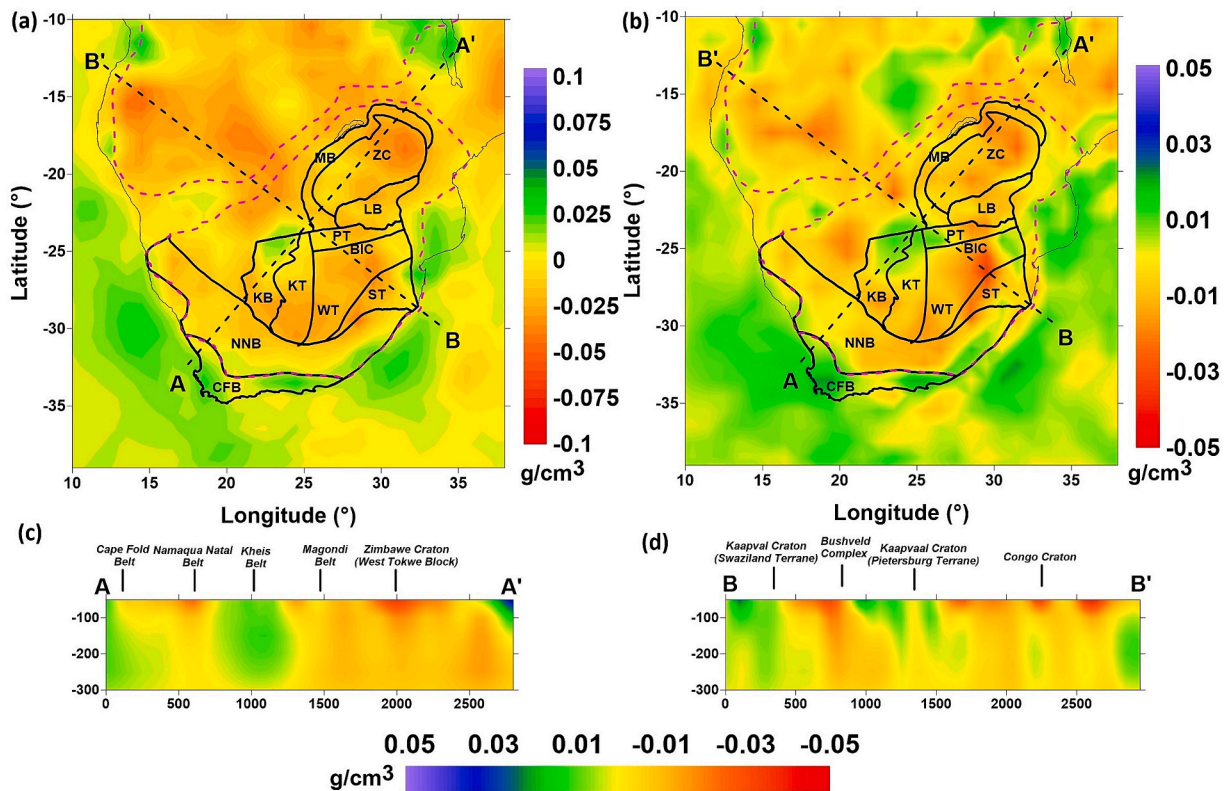 (a)
-10
-15
-20
-25
-30
-35
Latitude (°)
10
15
20
25
30
35
Longitude (°)
B'
A'
A
B
MB
ZC
LB
PT
BIC
KB
KT
WT
ST
NNB
CFB
0.1
0.075
0.05
0.025
0
-0.025
-0.05
-0.075
-0.1
g/cm³
(b)
-10
-15
-20
-25
-30
-35
Latitude (°)
10
15
20
25
30
35
Longitude (°)
B'
A'
A
B
MB
ZC
LB
PT
BIC
KB
KT
WT
ST
NNB
CFB
0.05
0.03
0.01
-0.01
-0.03
-0.05
g/cm³
(c)
Cape Fold
Belt
Namaqua Natal
Belt
Kheis
Belt
Magondi
Belt
Zimbawe Craton
(West Tokwe Block)
A
A'
-100
-200
-300
0
500
1000
1500
2000
2500
(d)
Kaapval Craton
(Swaziland Terrane)
Bushveld
Complex
Kaapvaal Craton
(Pietersburg Terrane)
Congo Craton
B
B'
-100
-200
-300
0
500
1000
1500
2000
2500
0.05 0.03 0.01 -0.01 -0.03 -0.05
g/cm³